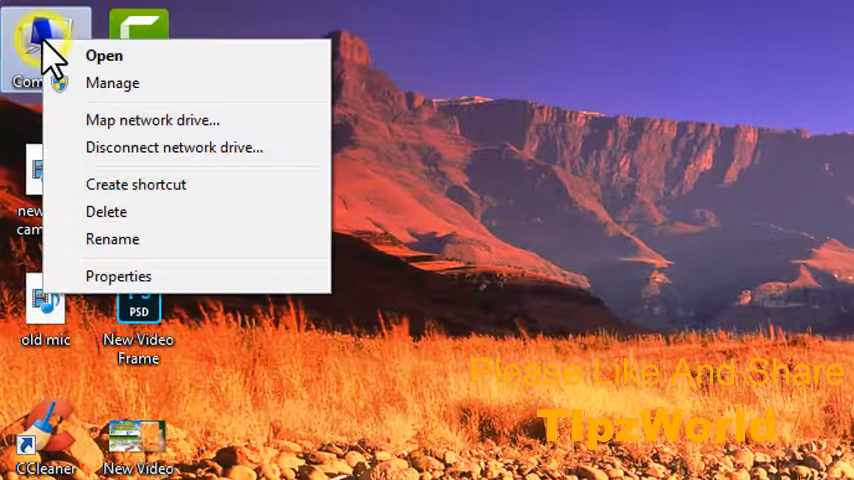 Com
Open
Manage
Map network drive...
Disconnect network drive...
Create shortcut
Delete
Rename
Properties
new
cam
PSD
old mic
New Video
Frame
Please Like And Share
TIpzWorld
CCleaner
New Video